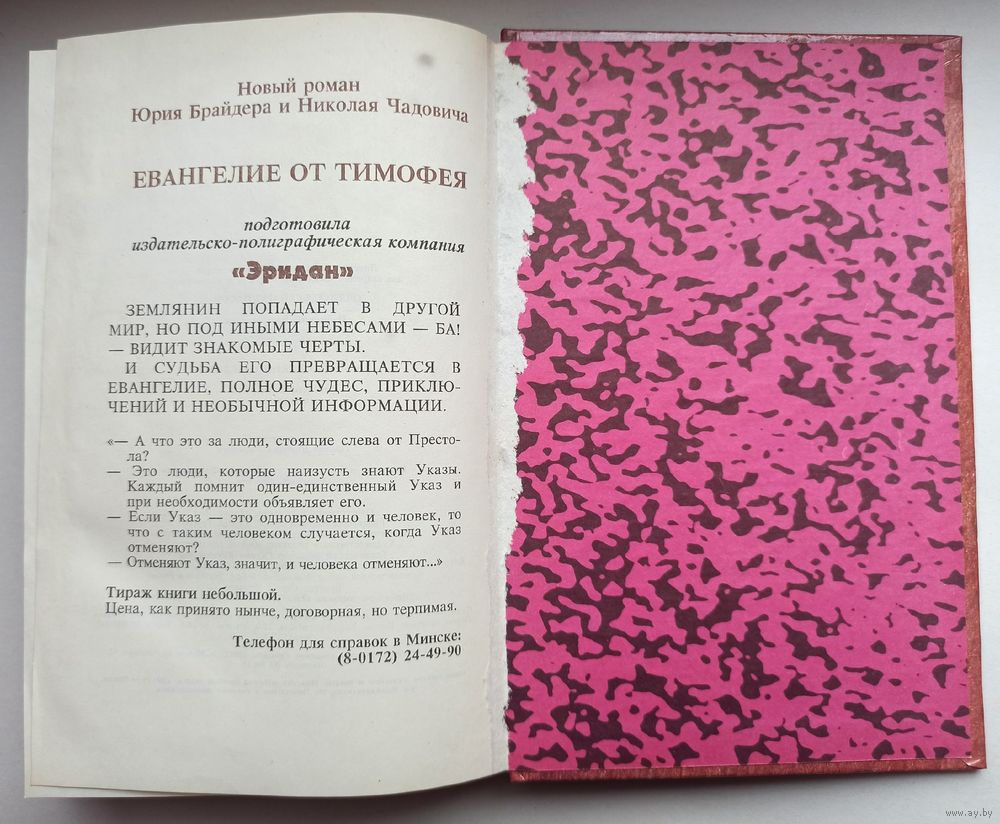 Новый роман
Юрия Брайдера и Николая Чадовича
ЕВАНГЕЛИЕ ОТ ТИМОФЕЯ
подготовила
издательско-полиграфическая компания
«Эридан»
ЗЕМЛЯНИН ПОПАДАЕТ В ДРУГОЙ
МИР, НО ПОД ИНЫМИ НЕБЕСАМИ — БА!
— ВИДИТ ЗНАКОМЫЕ ЧЕРТЫ.
И СУДЬБА ЕГО ПРЕВРАЩАЕТСЯ В
ЕВАНГЕЛИЕ, ПОЛНОЕ ЧУДЕС, ПРИКЛЮ-
ЧЕНИЙ И НЕОБЫЧНОЙ ИНФОРМАЦИИ.
«— А что это за люди, стоящие слева от Престо-
ла?
— Это люди, которые наизусть знают Указы.
Каждый помнит один-единственный Указ и
при необходимости объявляет его.
— Если Указ — это одновременно и человек, то
что с таким человеком случается, когда Указ
отменяют?
— Отменяют Указ, значит, и человека отменяют...»
Тираж книги небольшой.
Цена, как принято нынче, договорная, но терпимая.
Телефон для справок в Минске:
(8-0172) 24-49-90
www.ay.by